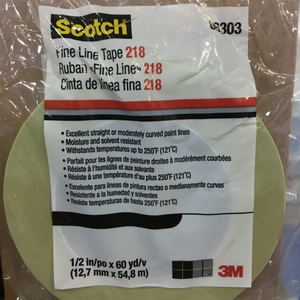 Scotch
06303
Fine Line Tape 218
Ruban «Fine Line» 218
Cinta de línea fina 218
• Excellent straight or moderately curved paint lines
• Moisture and solvent resistant
• Withstands temperatures up to 250°F (121°C)
• Parfait pour les lignes de peinture droites à modérément courbées
• Résiste à l'humidité et aux solvants
• Résiste à une température d'au plus 250°F (121°C)
• Excelente para líneas de pintura rectas o medianamente curvas
• Resistente a la humedad y solventes
• Resiste temperaturas de hasta 250°F (121°C)
1/2 in/po x 60 yd/v
(12,7 mm x 54,8 m)
3M